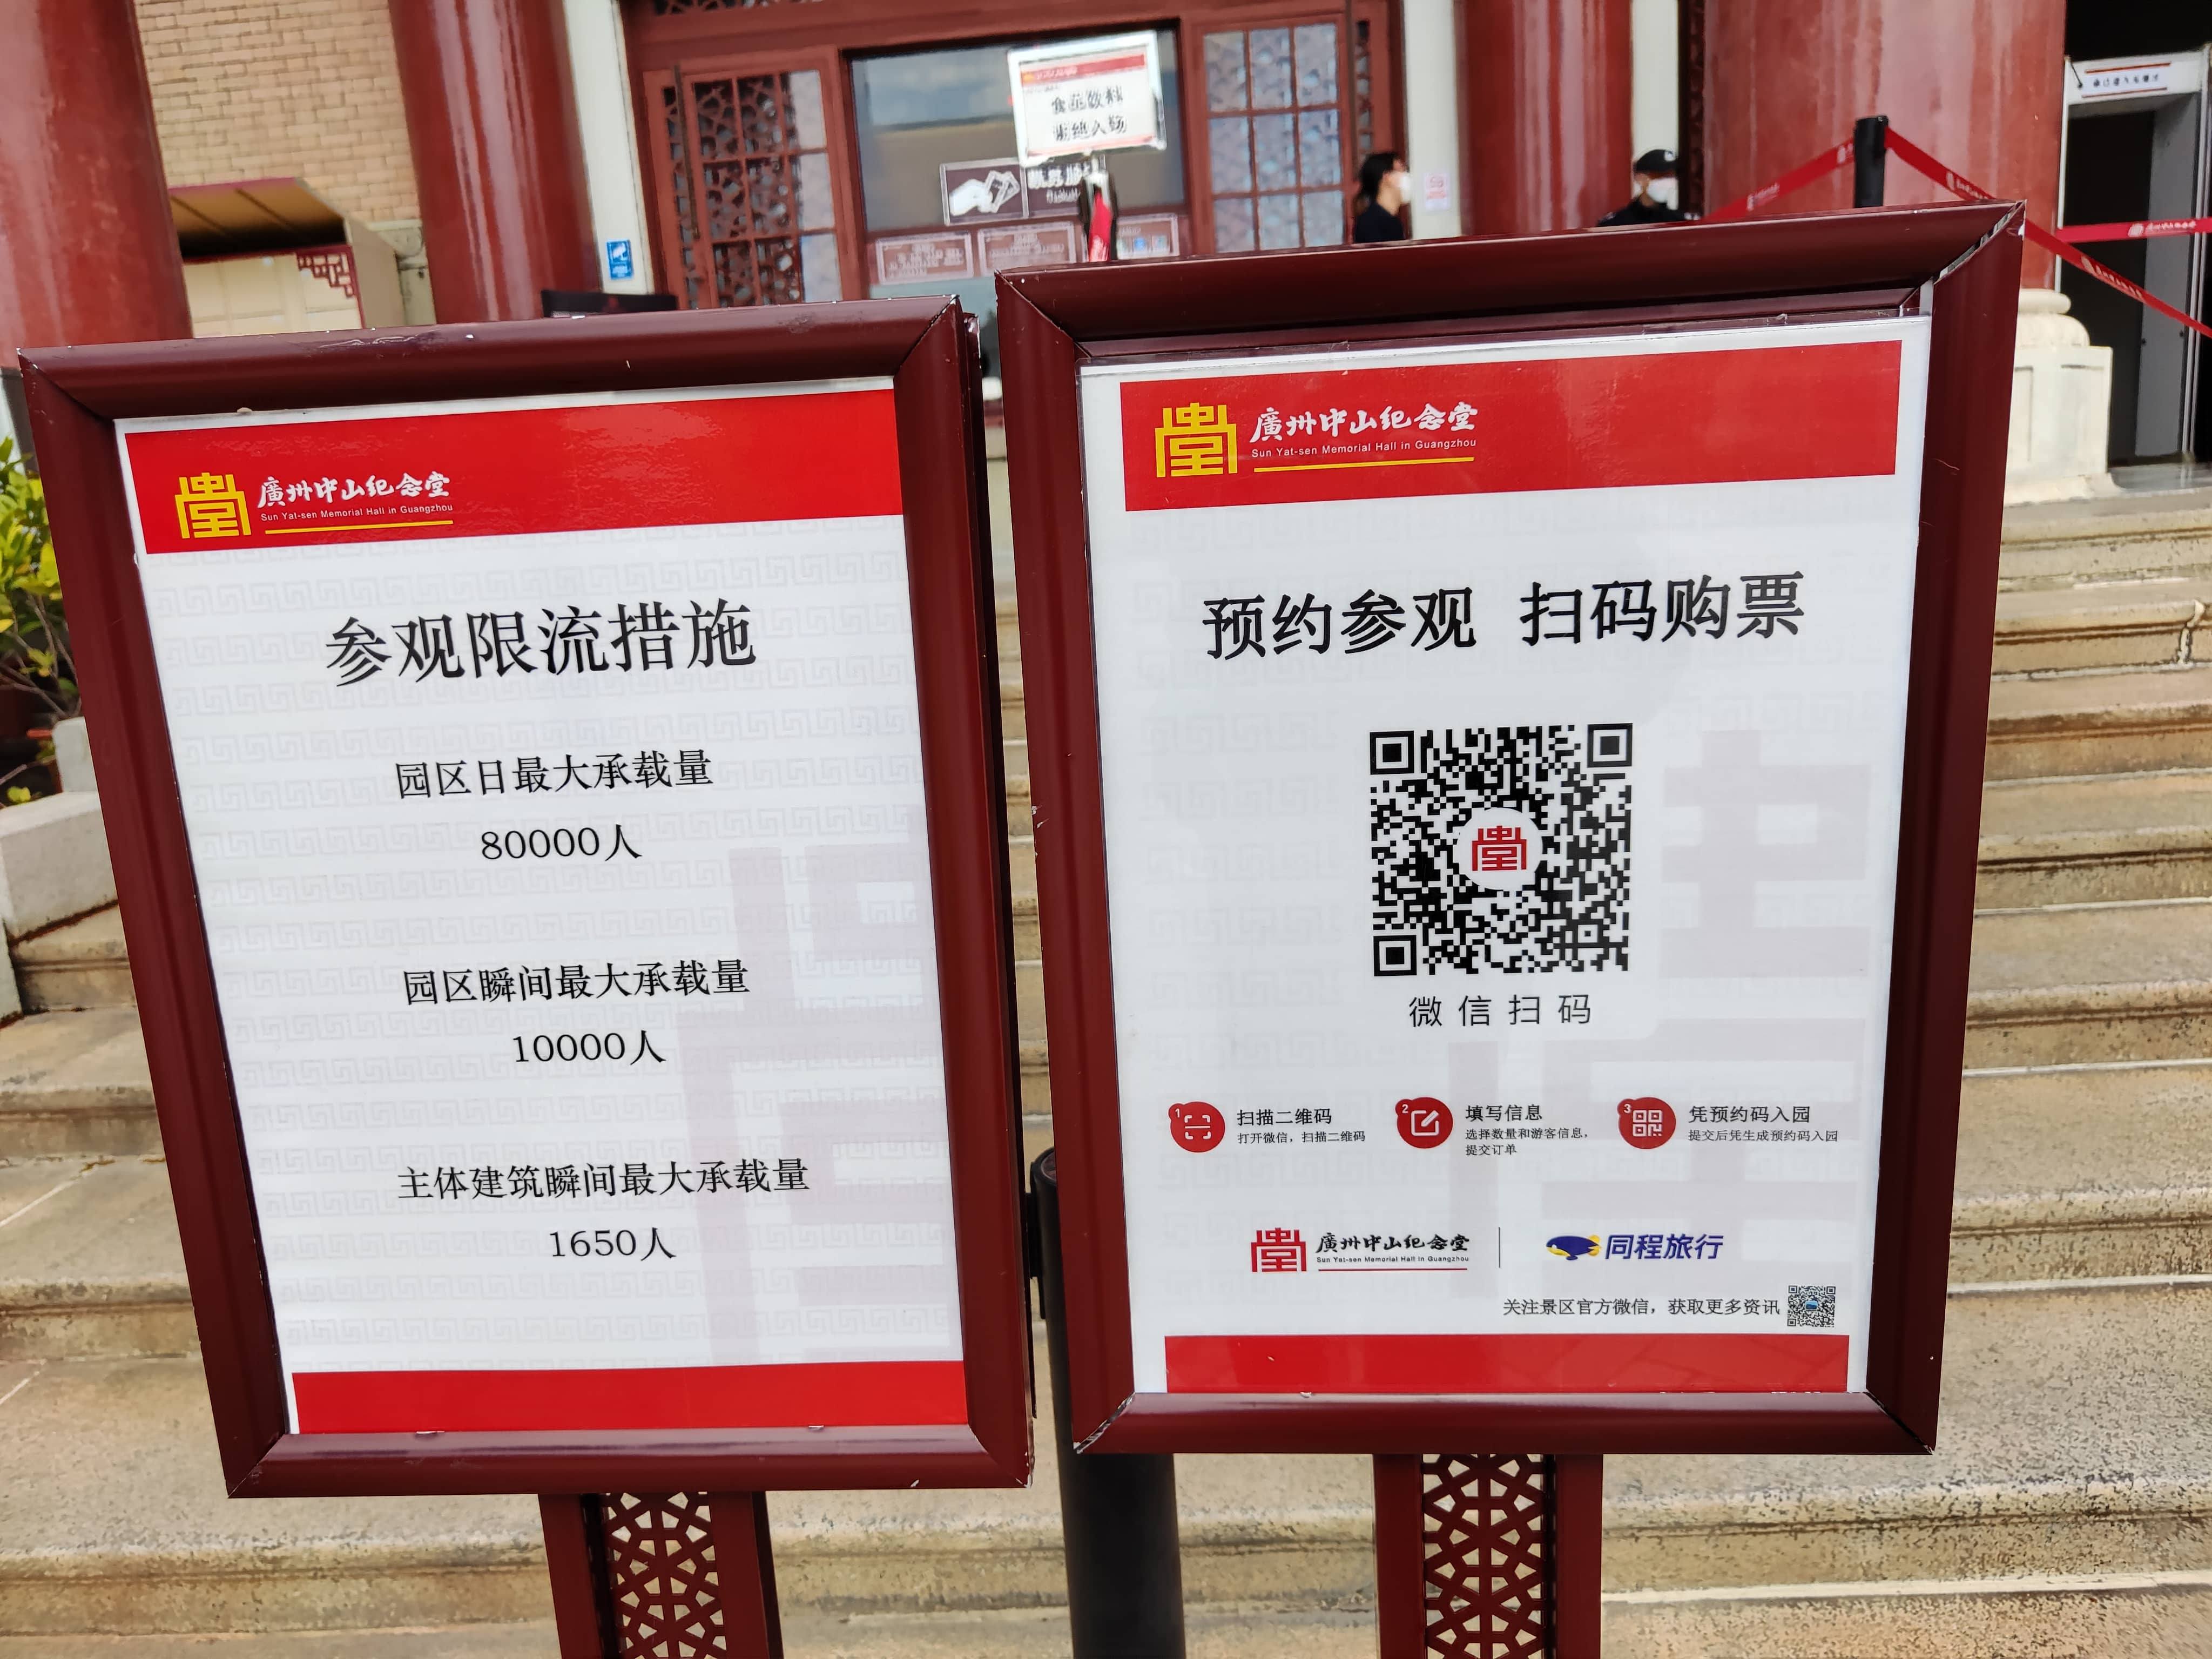 食品饮料
谢绝入场
廣州中山纪念堂
Sun Yat-sen Memorial Hall in Guangzhou
参观限流措施
园区日最大承载量
80000人
园区瞬间最大承载量
10000人
主体建筑瞬间最大承载量
1650人
廣州中山纪念堂
Sun Yat-sen Memorial Hall in Guangzhou
预约参观 扫码购票
微信扫码
1 扫描二维码
打开微信，扫描二维码
2 填写信息
选择数量和游客信息，
提交订单
3 凭预约码入园
提交后凭生成预约码入园
廣州中山纪念堂
Sun Yat-sen Memorial Hall in Guangzhou
同程旅行
关注景区官方微信，获取更多资讯